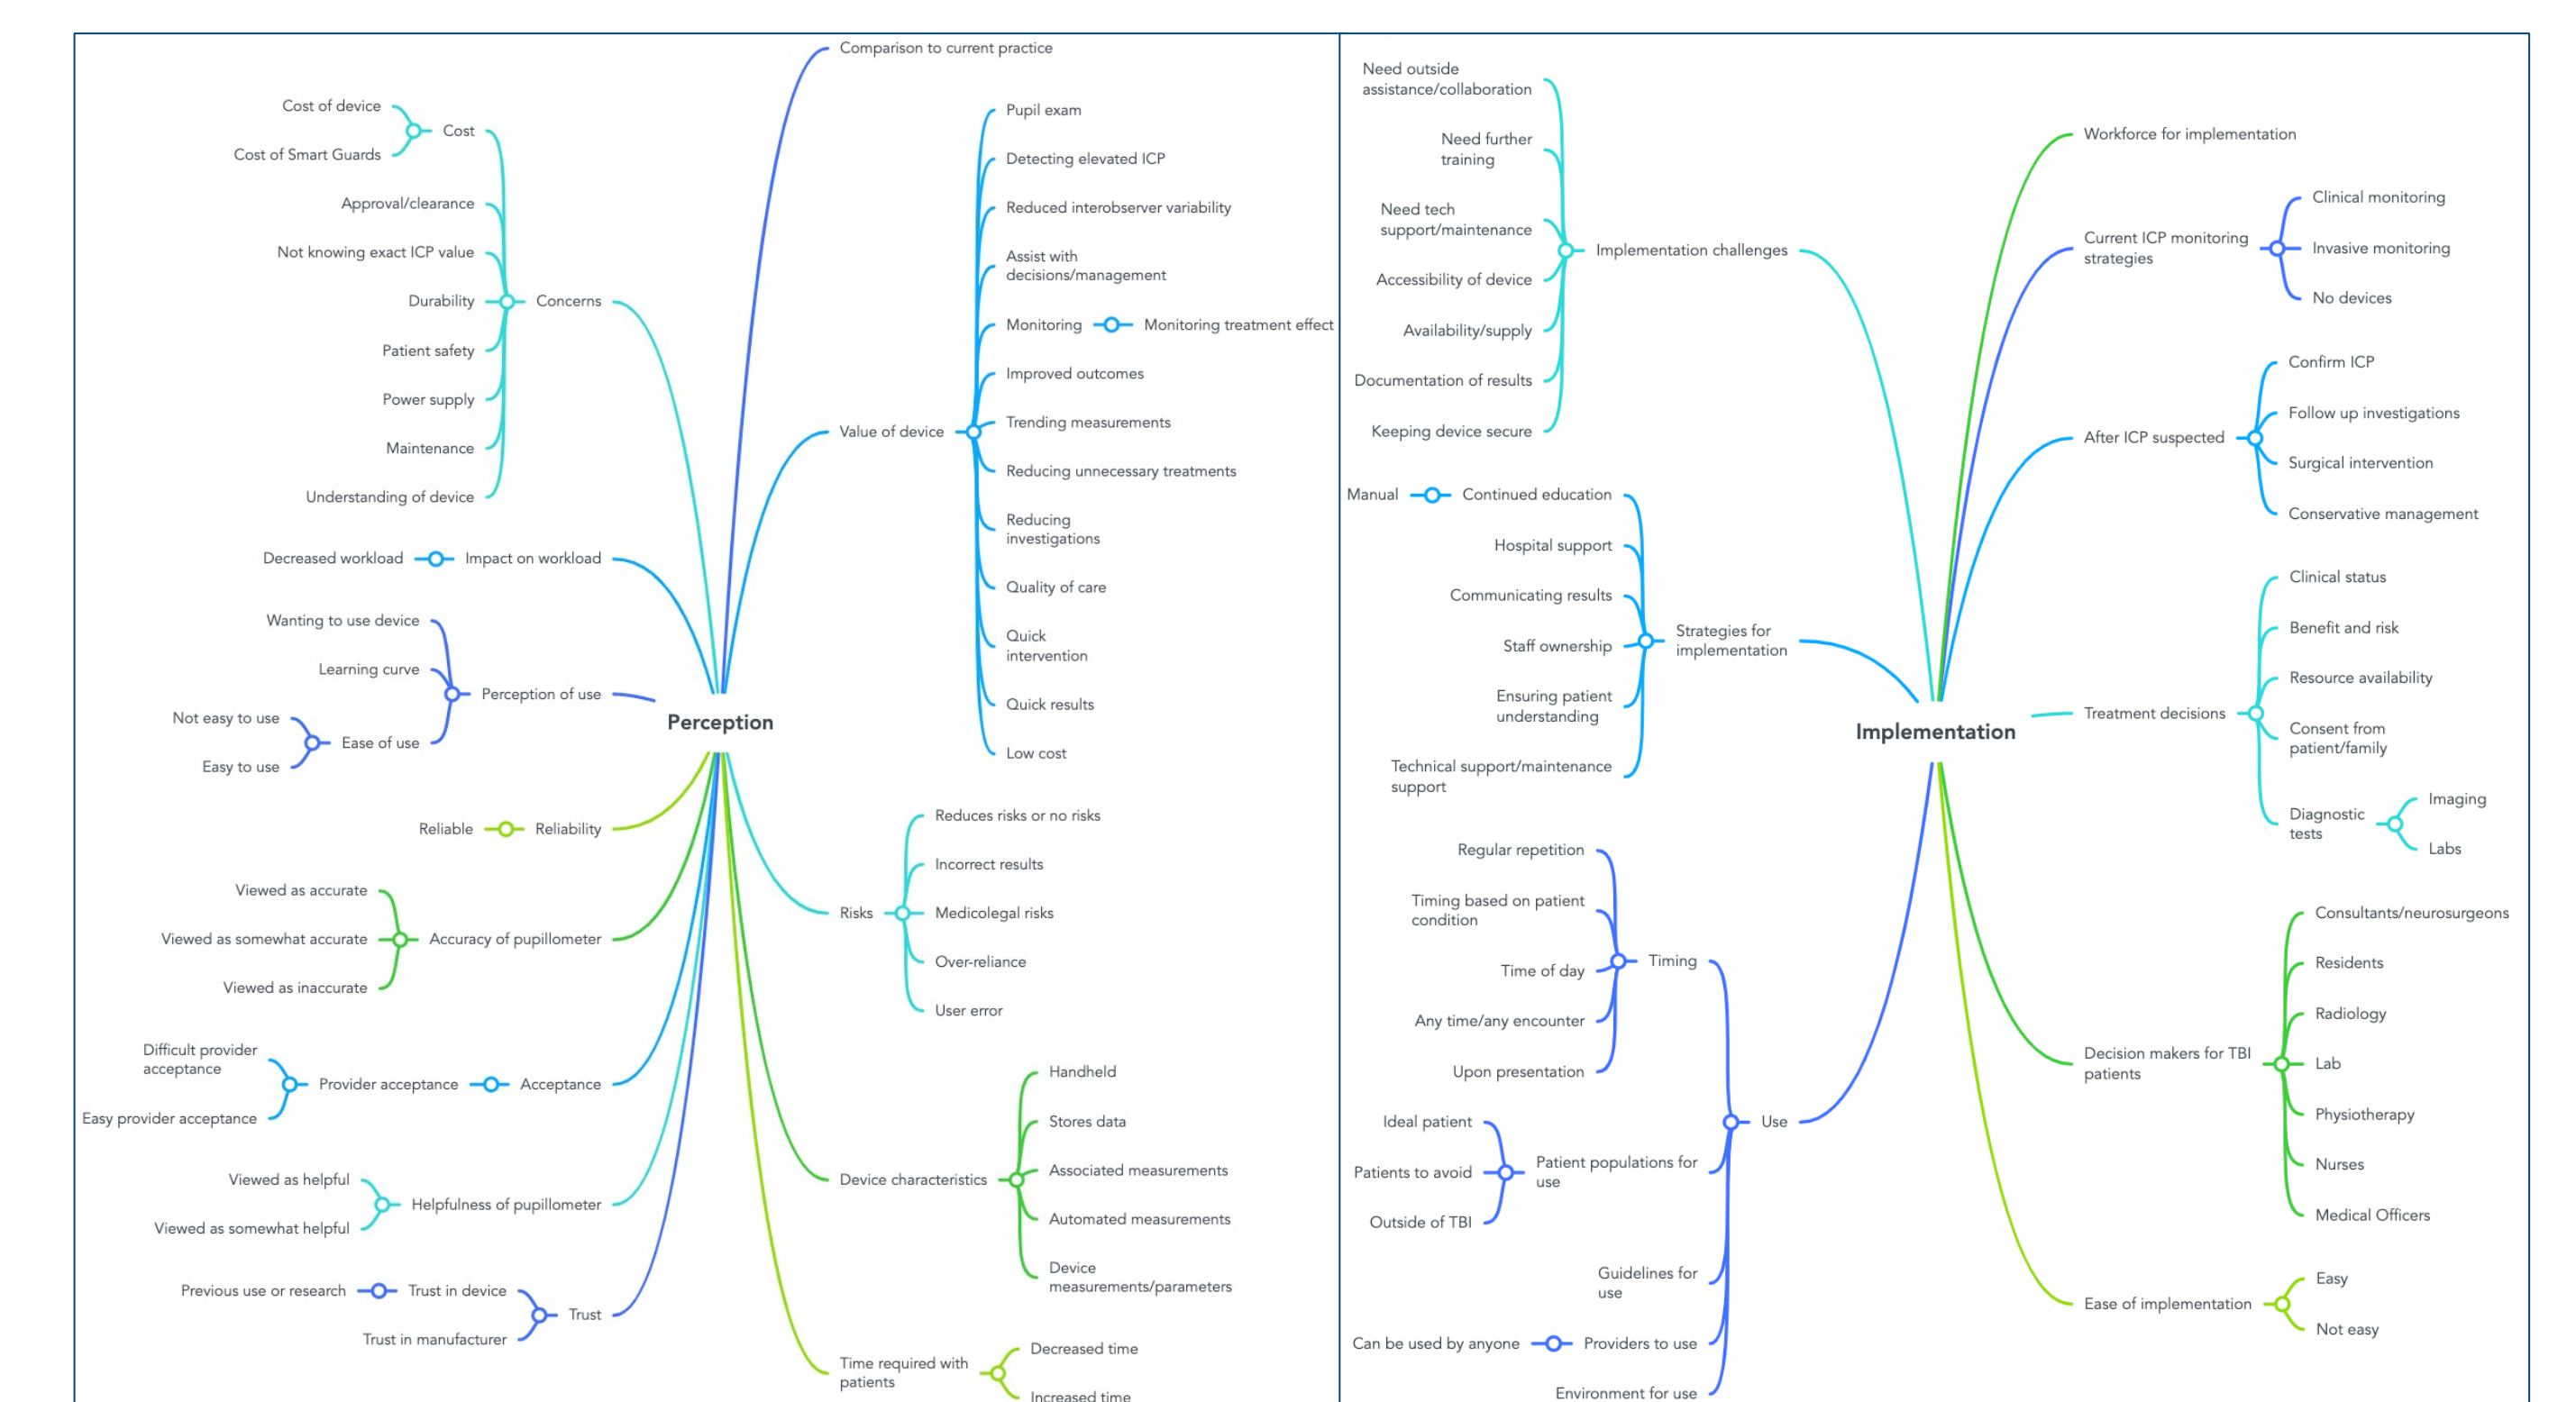 Comparison to current practice
Cost of device
Cost
Cost of Smart Guards
Approval/clearance
Not knowing exact ICP value
Durability
Concerns
Patient safety
Power supply
Maintenance
Understanding of device
Decreased workload
Impact on workload
Wanting to use device
Learning curve
Perception of use
Not easy to use
Ease of use
Easy to use
Perception
Reliable
Reliability
Viewed as accurate
Viewed as somewhat accurate
Accuracy of pupillometer
Viewed as inaccurate
Difficult provider
acceptance
Provider acceptance
Acceptance
Easy provider acceptance
Viewed as helpful
Helpfulness of pupillometer
Viewed as somewhat helpful
Previous use or research
Trust in device
Trust
Trust in manufacturer
Pupil exam
Detecting elevated ICP
Reduced interobserver variability
Assist with
decisions/management
Monitoring
Monitoring treatment effect
Improved outcomes
Trending measurements
Value of device
Reducing unnecessary treatments
Reducing
investigations
Quality of care
Quick
intervention
Quick results
Low cost
Reduces risks or no risks
Incorrect results
Risks
Medicolegal risks
Over-reliance
User error
Handheld
Stores data
Associated measurements
Device characteristics
Automated measurements
Device
measurements/parameters
Decreased time
Time required with
patients
Increased time
Need outside
assistance/collaboration
Need further
training
Need tech
support/maintenance
Implementation challenges
Accessibility of device
Availability/supply
Documentation of results
Keeping device secure
Manual
Continued education
Hospital support
Communicating results
Strategies for
implementation
Staff ownership
Ensuring patient
understanding
Technical support/maintenance
support
Implementation
Regular repetition
Timing based on patient
condition
Timing
Time of day
Any time/any encounter
Upon presentation
Use
Ideal patient
Patients to avoid
Patient populations for
use
Outside of TBI
Guidelines for
use
Can be used by anyone
Providers to use
Environment for use
Workforce for implementation
Clinical monitoring
Current ICP monitoring
strategies
Invasive monitoring
No devices
Confirm ICP
Follow up investigations
After ICP suspected
Surgical intervention
Conservative management
Clinical status
Benefit and risk
Resource availability
Treatment decisions
Consent from
patient/family
Diagnostic
tests
Imaging
Labs
Consultants/neurosurgeons
Residents
Radiology
Decision makers for TBI
patients
Lab
Physiotherapy
Nurses
Medical Officers
Easy
Ease of implementation
Not easy